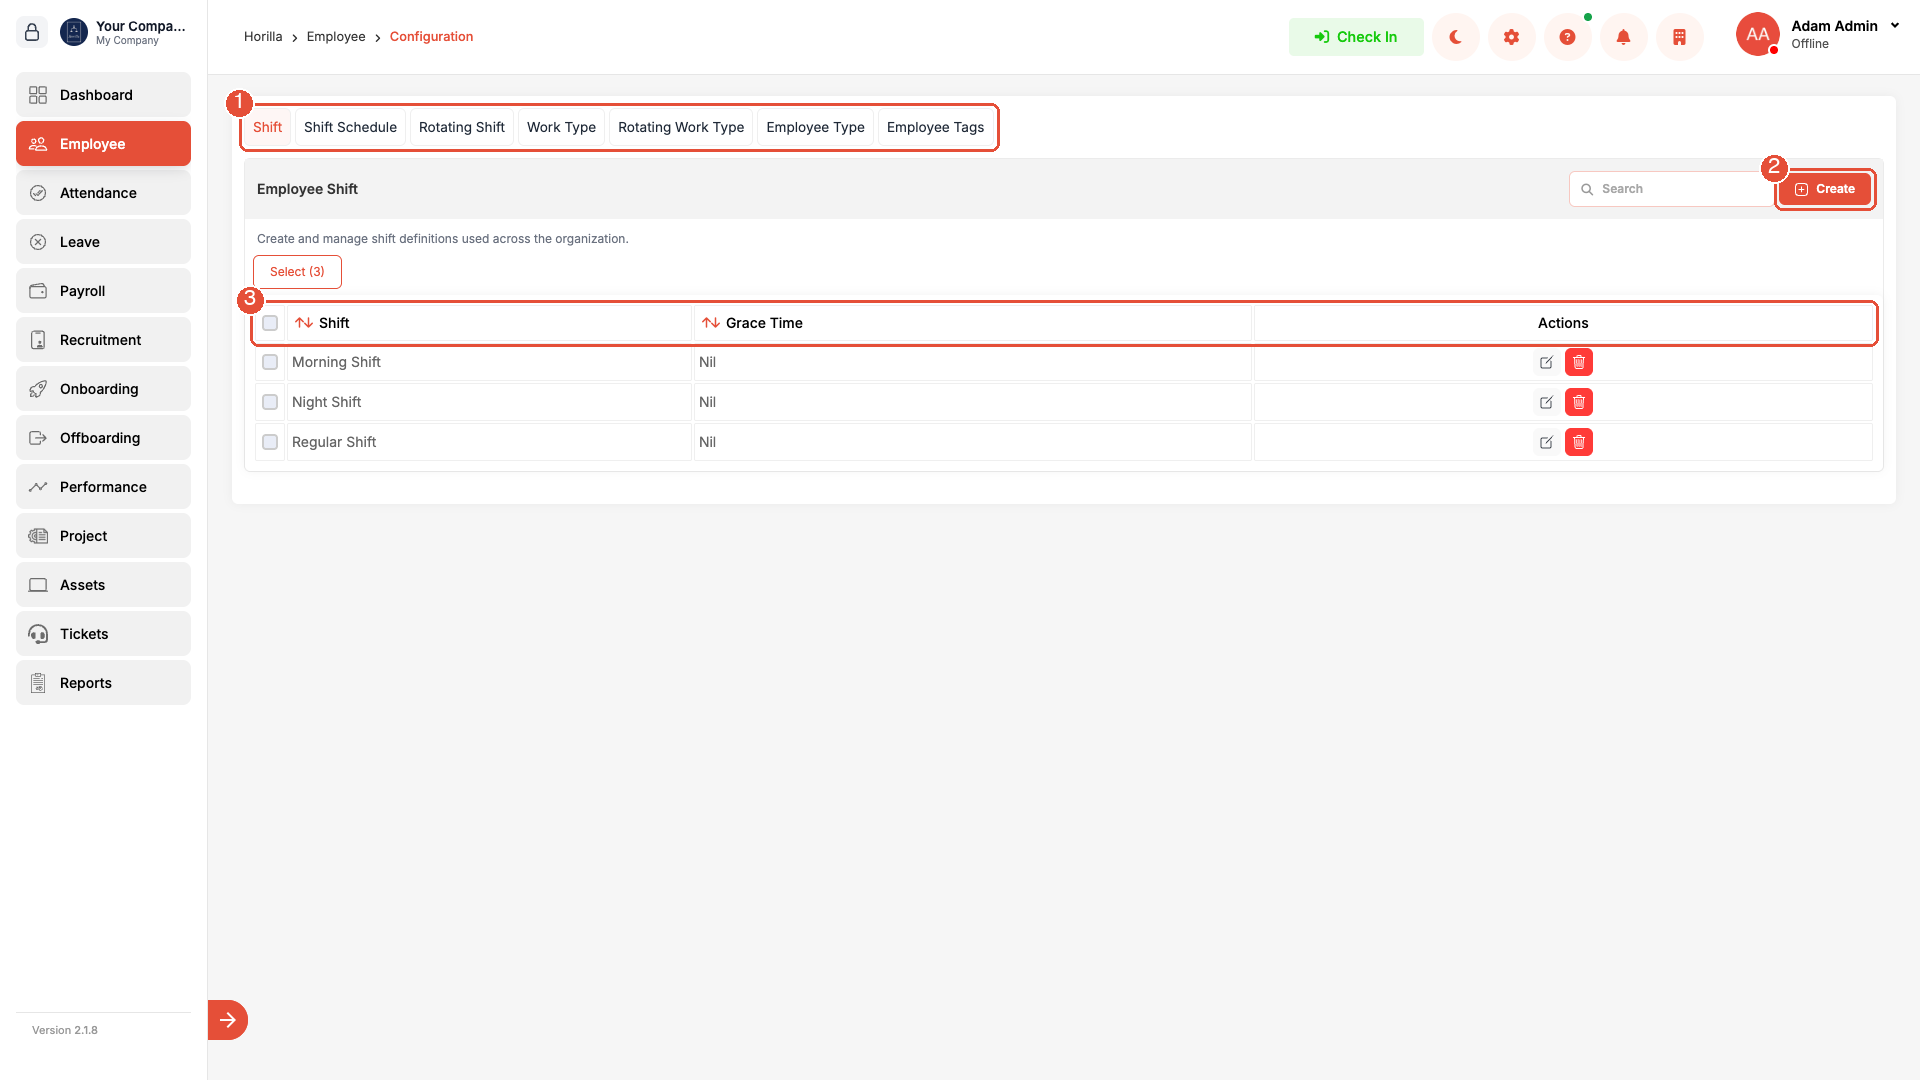 Your Compa...
My Company
Dashboard
Employee
Attendance
Leave
Payroll
Recruitment
Onboarding
Offboarding
Performance
Project
Assets
Tickets
Reports
Version 2.1.8
Horilla > Employee > Configuration
Check In
AA
Adam Admin
Offline
1
Shift Shift Schedule Rotating Shift Work Type Rotating Work Type Employee Type Employee Tags
Employee Shift
Search
2
Create
Create and manage shift definitions used across the organization.
Select (3)
3
Shift Grace Time Actions
Morning Shift Nil
Night Shift Nil
Regular Shift Nil